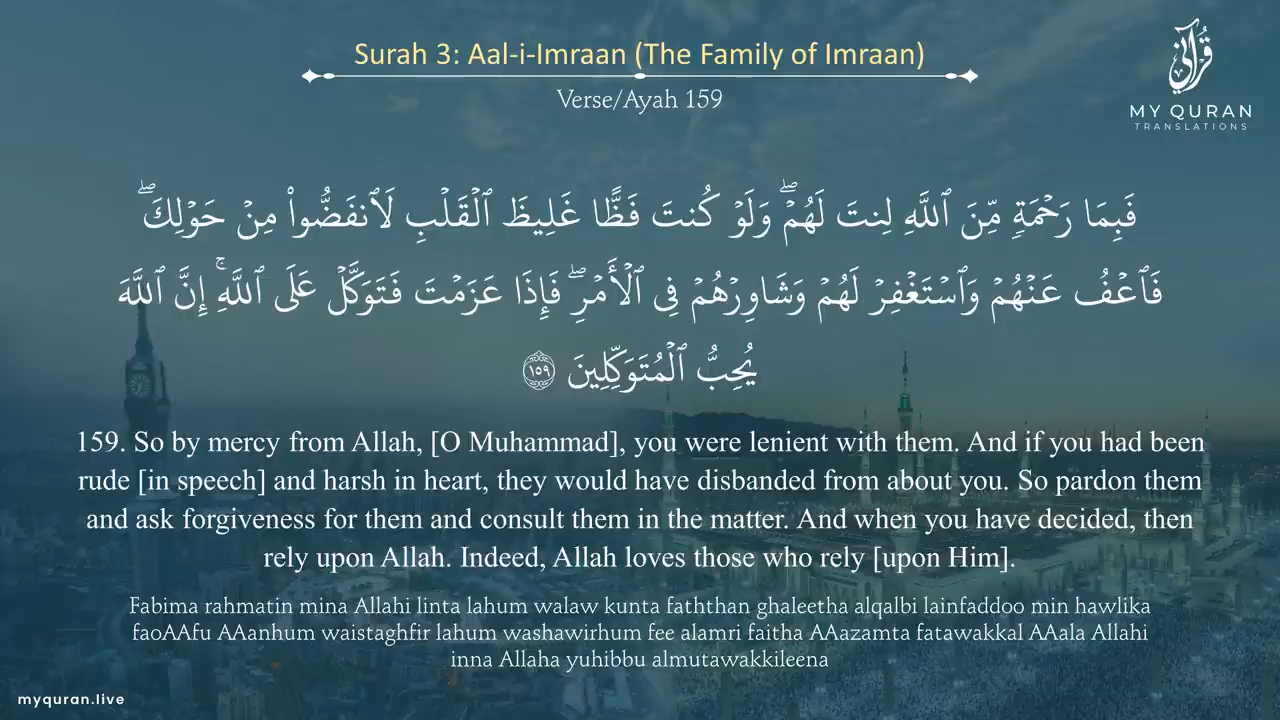 Surah 3: Aal-i-Imraan (The Family of Imraan)
Verse/Ayah 159
قرآني
MY QURAN
TRANSLATIONS
فَبِمَا رَحْمَةٍ مِّنَ ٱللَّهِ لِنتَ لَهُمْ ۖ وَلَوْ كُنتَ فَظًّا غَلِيظَ ٱلْقَلْبِ لَٱنفَضُّوا۟ مِنْ حَوْلِكَ ۖ
فَٱعْفُ عَنْهُمْ وَٱسْتَغْفِرْ لَهُمْ وَشَاوِرْهُمْ فِى ٱلْأَمْرِ ۖ فَإِذَا عَزَمْتَ فَتَوَكَّلْ عَلَى ٱللَّهِ ۚ إِنَّ ٱللَّهَ
يُحِبُّ ٱلْمُتَوَكِّلِينَ ١٥٩
159. So by mercy from Allah, [O Muhammad], you were lenient with them. And if you had been
rude [in speech] and harsh in heart, they would have disbanded from about you. So pardon them
and ask forgiveness for them and consult them in the matter. And when you have decided, then
rely upon Allah. Indeed, Allah loves those who rely [upon Him].
Fabima rahmatin mina Allahi linta lahum walaw kunta faththan ghaleetha alqalbi lainfaddoo min hawlika
faoAAfu AAanhum waistaghfir lahum washawirhum fee alamri faitha AAazamta fatawakkal AAala Allahi
inna Allaha yuhibbu almutawakkileena
myquran.live